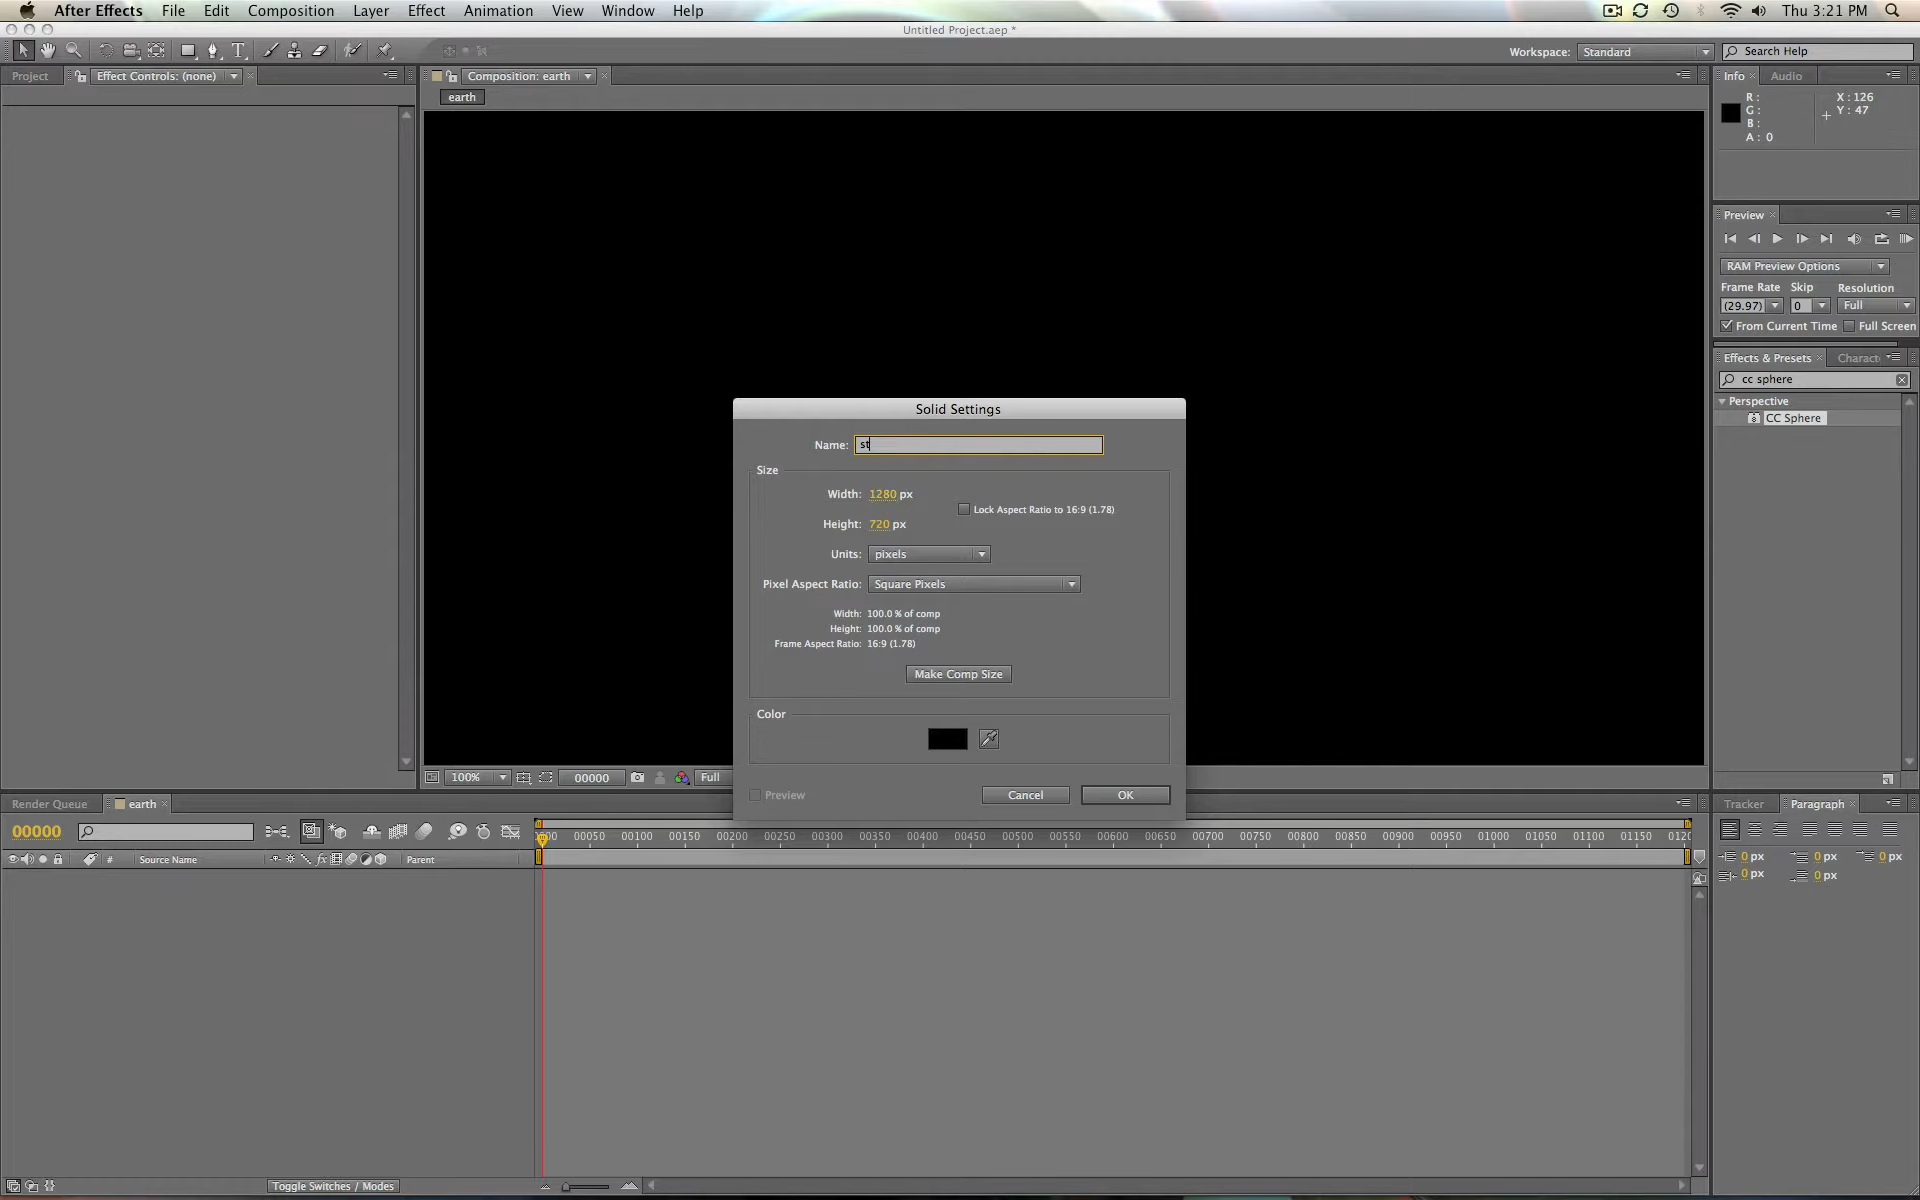 After Effects File Edit Composition Layer Effect Animation View Window Help Thu 3:21 PM
Untitled Project.aep *
Workspace: Standard Search Help
Project Effect Controls: (none) Composition: earth Info Audio
earth
R :
G :
B :
A : 0
X : 126
Y : 47
Preview
RAM Preview Options
Frame Rate Skip Resolution
(29.97) 0 Full
From Current Time Full Screen
Effects & Presets Characte
cc sphere
Perspective
CC Sphere
Solid Settings
Name: st
Size
Width: 1280 px
Lock Aspect Ratio to 16:9 (1.78)
Height: 720 px
Units: pixels
Pixel Aspect Ratio: Square Pixels
Width: 100.0 % of comp
Height: 100.0 % of comp
Frame Aspect Ratio: 16:9 (1.78)
Make Comp Size
Color
Preview Cancel OK
100% 00000 Full
Render Queue earth
00000
00050 00100 00150 00200 00250 00300 00350 00400 00450 00500 00550 00600 00650 00700 00750 00800 00850 00900 00950 01000 01050 01100 01150 0120
# Source Name fx Parent
Toggle Switches / Modes
Tracker Paragraph
0 px 0 px 0 px
0 px 0 px